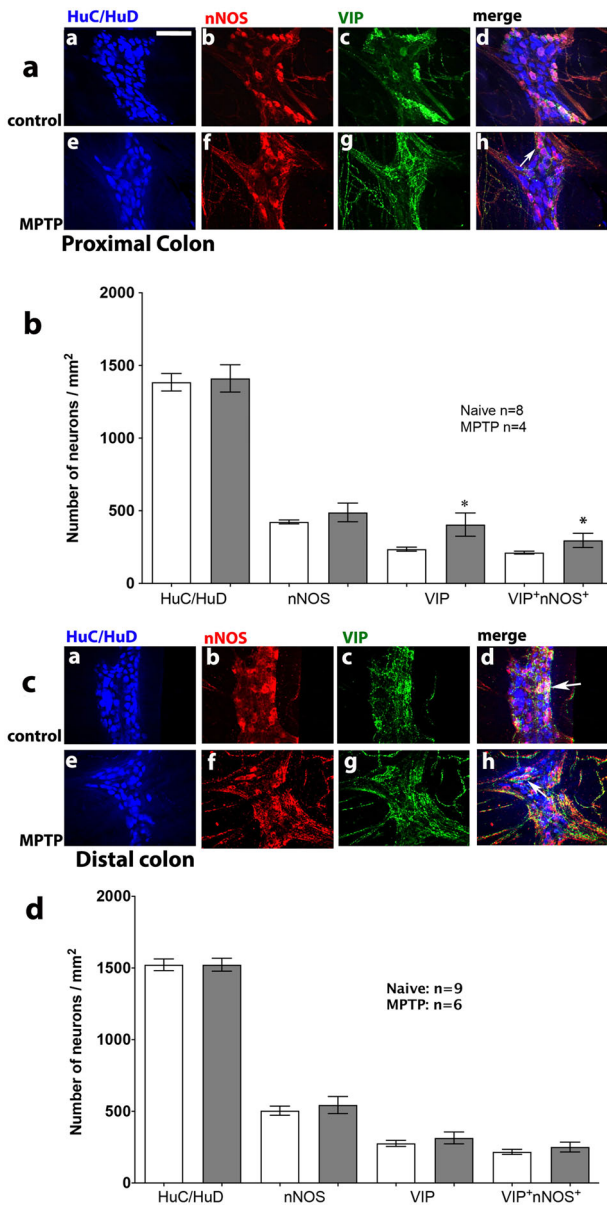 HuC/HuD nNOS VIP merge
a
a b c d
control
e f g h
MPTP
Proximal Colon
b
Number of neurons / mm²
2000
1500
1000
500
0
Naive n=8
MPTP n=4
* *
HuC/HuD nNOS VIP VIP⁺nNOS⁺
HuC/HuD nNOS VIP merge
c
a b c d
control
e f g h
MPTP
Distal colon
d
Number of neurons / mm²
2000
1500
1000
500
0
Naive: n=9
MPTP: n=6
HuC/HuD nNOS VIP VIP⁺nNOS⁺